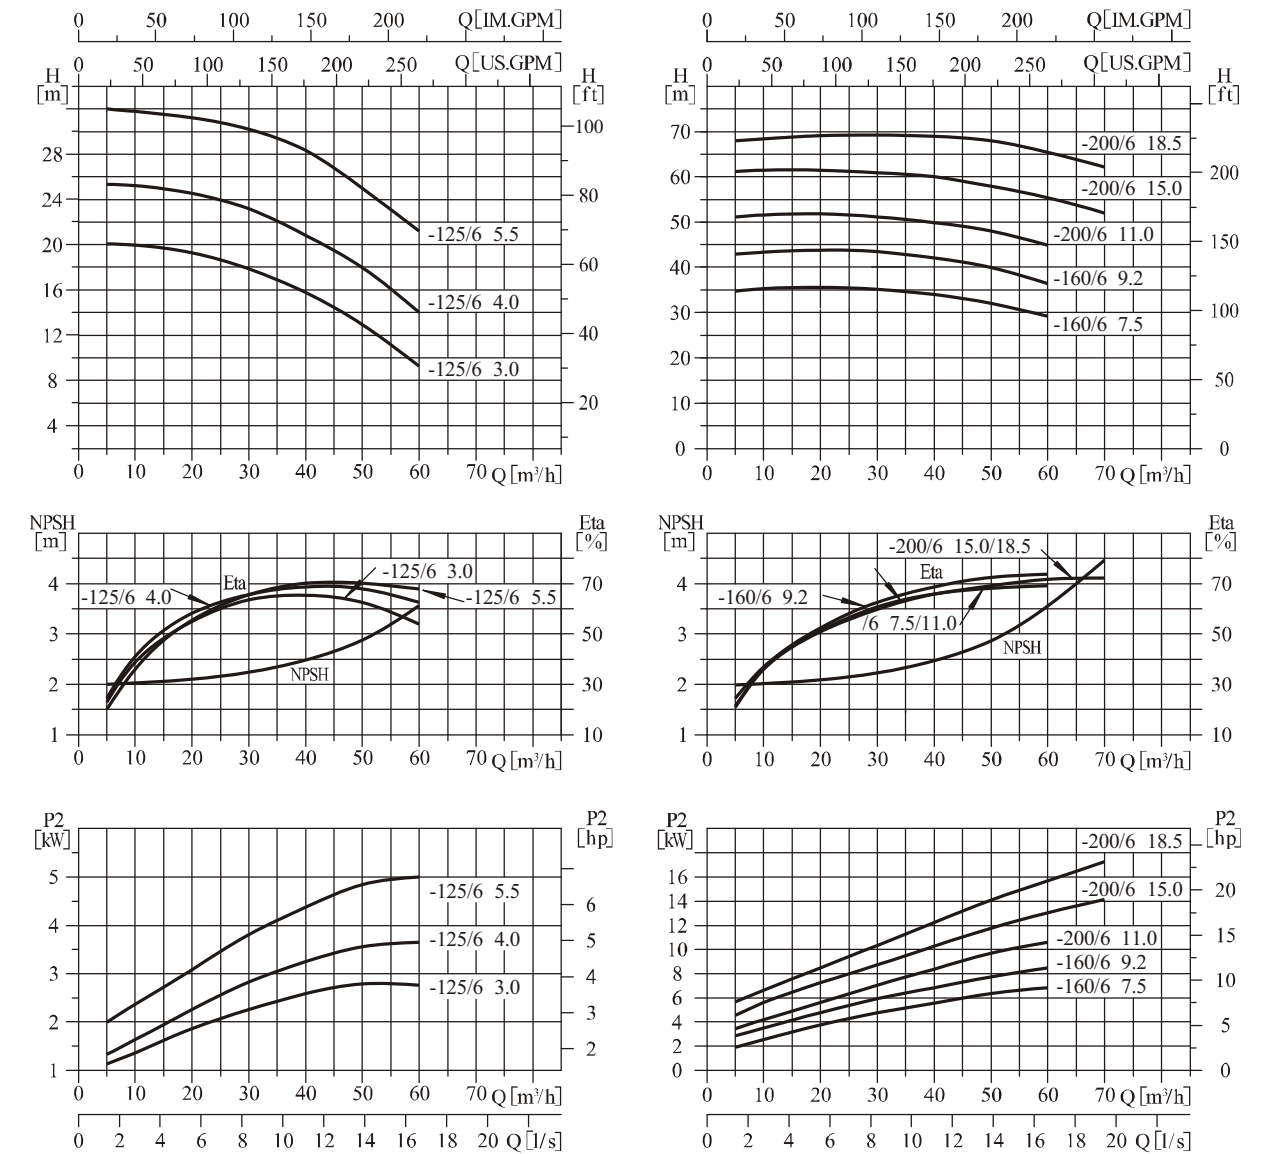 0 50 100 150 200 Q[IM.GPM]
0 50 100 150 200 250 Q[US.GPM]
H
[m]
H
[ft]
28
24
20
16
12
8
4
100
80
60
40
20
-125/6 5.5
-125/6 4.0
-125/6 3.0
0 10 20 30 40 50 60 70 Q[m³/h]
NPSH
[m]
Eta
[%]
4
3
2
1
70
50
30
10
-125/6 4.0
Eta
-125/6 3.0
-125/6 5.5
NPSH
0 10 20 30 40 50 60 70 Q[m³/h]
P2
[kW]
P2
[hp]
5
4
3
2
1
6
5
4
3
2
-125/6 5.5
-125/6 4.0
-125/6 3.0
0 10 20 30 40 50 60 70 Q[m³/h]
0 2 4 6 8 10 12 14 16 18 20 Q[l/s]
0 50 100 150 200 Q[IM.GPM]
0 50 100 150 200 250 Q[US.GPM]
H
[m]
H
[ft]
70
60
50
40
30
20
10
0
200
150
100
50
0
-200/6 18.5
-200/6 15.0
-200/6 11.0
-160/6 9.2
-160/6 7.5
0 10 20 30 40 50 60 70 Q[m³/h]
NPSH
[m]
Eta
[%]
4
3
2
1
70
50
30
10
-200/6 15.0/18.5
Eta
-160/6 9.2
/6 7.5/11.0
NPSH
0 10 20 30 40 50 60 70 Q[m³/h]
P2
[kW]
P2
[hp]
16
14
12
10
8
6
4
2
0
20
15
10
5
0
-200/6 18.5
-200/6 15.0
-200/6 11.0
-160/6 9.2
-160/6 7.5
0 10 20 30 40 50 60 70 Q[m³/h]
0 2 4 6 8 10 12 14 16 18 20 Q[l/s]